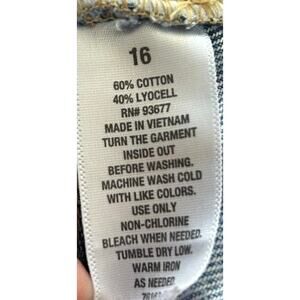 16
60% COTTON
40% LYOCELL
RN# 93677
MADE IN VIETNAM
TURN THE GARMENT
INSIDE OUT
BEFORE WASHING.
MACHINE WASH COLD
WITH LIKE COLORS.
USE ONLY
NON-CHLORINE
BLEACH WHEN NEEDED.
TUMBLE DRY LOW.
WARM IRON
AS NEEDED